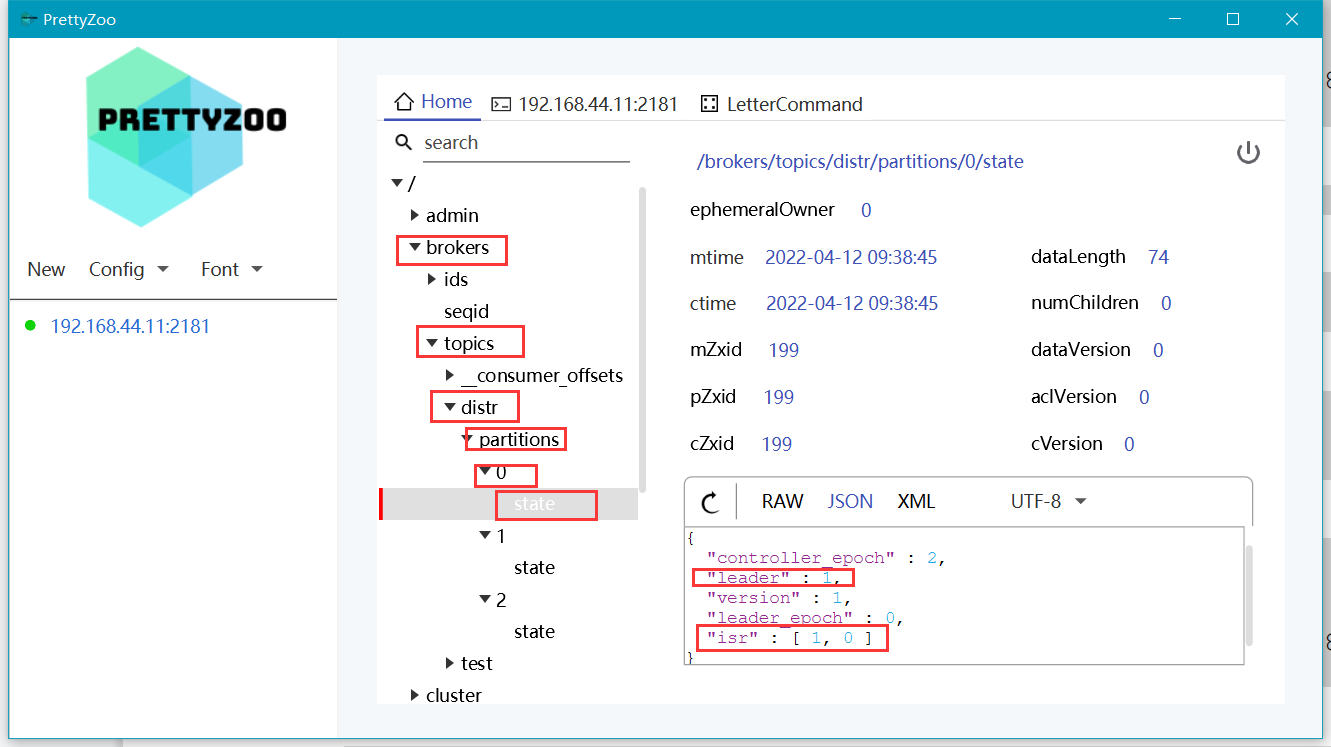 PrettyZoo
PRETTYZOO
New Config Font
192.168.44.11:2181
Home 192.168.44.11:2181 LetterCommand
search
/
admin
brokers
ids
seqid
topics
__consumer_offsets
distr
partitions
0
state
1
state
2
state
test
cluster
/brokers/topics/distr/partitions/0/state
ephemeralOwner 0
mtime 2022-04-12 09:38:45 dataLength 74
ctime 2022-04-12 09:38:45 numChildren 0
mZxid 199 dataVersion 0
pZxid 199 aclVersion 0
cZxid 199 cVersion 0
RAW JSON XML UTF-8
{
"controller_epoch" : 2,
"leader" : 1,
"version" : 1,
"leader_epoch" : 0,
"isr" : [ 1, 0 ]
}